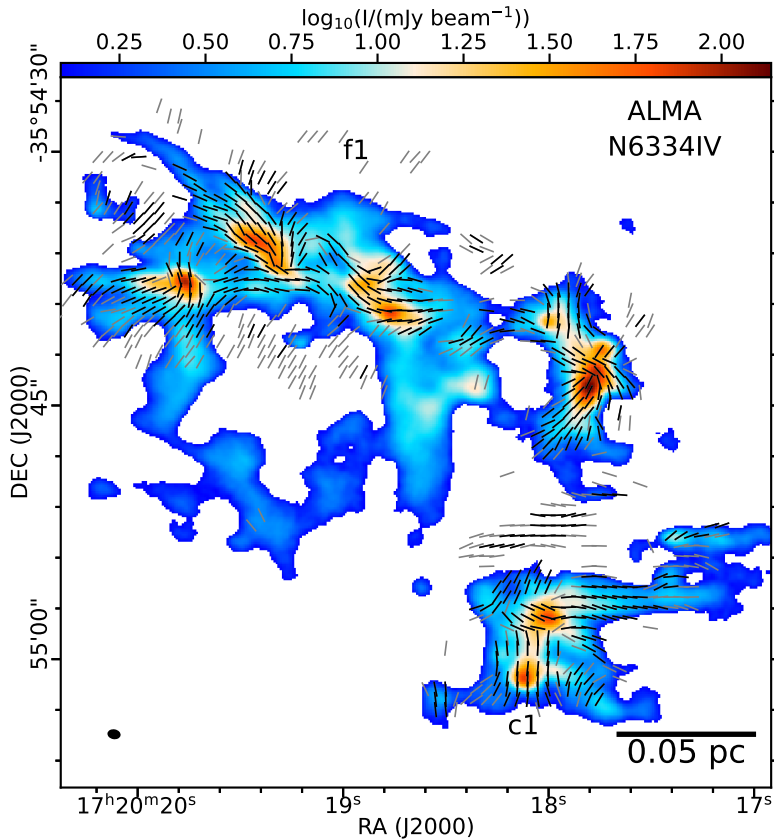 log₁₀(I/(mJy beam⁻¹))
0.25 0.50 0.75 1.00 1.25 1.50 1.75 2.00
ALMA
N6334IV
f1
c1
0.05 pc
-35°54'30"
45"
55'00"
DEC (J2000)
17ʰ20ᵐ20ˢ 19ˢ 18ˢ 17ˢ
RA (J2000)